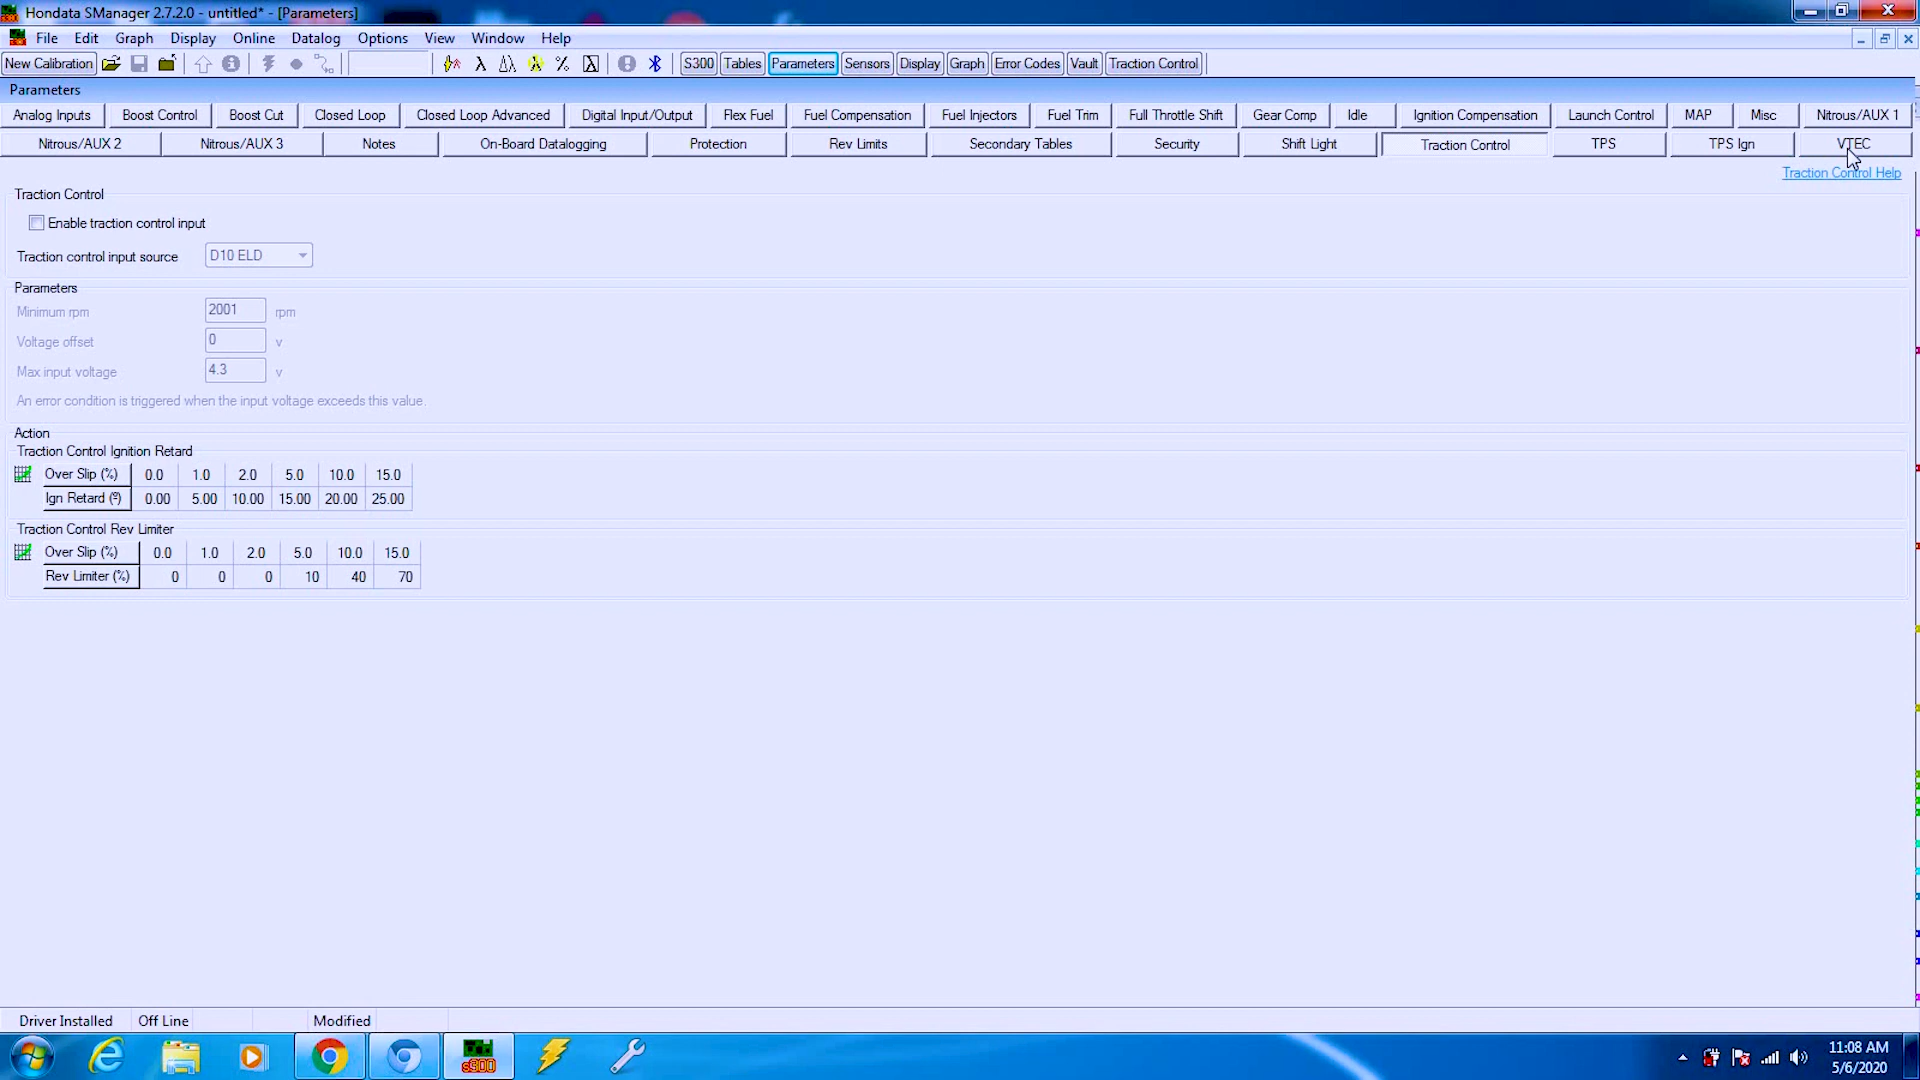 Hondata SManager 2.7.2.0 - untitled* - [Parameters]
File Edit Graph Display Online Datalog Options View Window Help
New Calibration S300 Tables Parameters Sensors Display Graph Error Codes Vault Traction Control
Parameters
Analog Inputs Boost Control Boost Cut Closed Loop Closed Loop Advanced Digital Input/Output Flex Fuel Fuel Compensation Fuel Injectors Fuel Trim Full Throttle Shift Gear Comp Idle Ignition Compensation Launch Control MAP Misc Nitrous/AUX 1
Nitrous/AUX 2 Nitrous/AUX 3 Notes On-Board Datalogging Protection Rev Limits Secondary Tables Security Shift Light Traction Control TPS TPS Ign VTEC
Traction Control Help
Traction Control
Enable traction control input
Traction control input source D10 ELD
Parameters
Minimum rpm 2001 rpm
Voltage offset 0 v
Max input voltage 4.3 v
An error condition is triggered when the input voltage exceeds this value.
Action
Traction Control Ignition Retard
Over Slip (%) 0.0 1.0 2.0 5.0 10.0 15.0
Ign Retard (º) 0.00 5.00 10.00 15.00 20.00 25.00
Traction Control Rev Limiter
Over Slip (%) 0.0 1.0 2.0 5.0 10.0 15.0
Rev Limiter (%) 0 0 0 10 40 70
Driver Installed Off Line Modified
s300
11:08 AM
5/6/2020